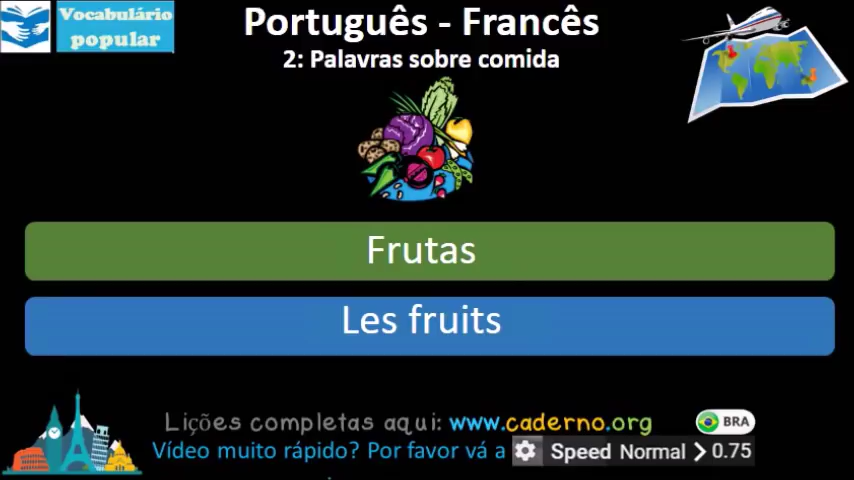 Vocabulário
popular
Português - Francês
2: Palavras sobre comida
Frutas
Les fruits
Lições completas aqui: www.caderno.org
BRA
Vídeo muito rápido? Por favor vá a Speed Normal > 0.75